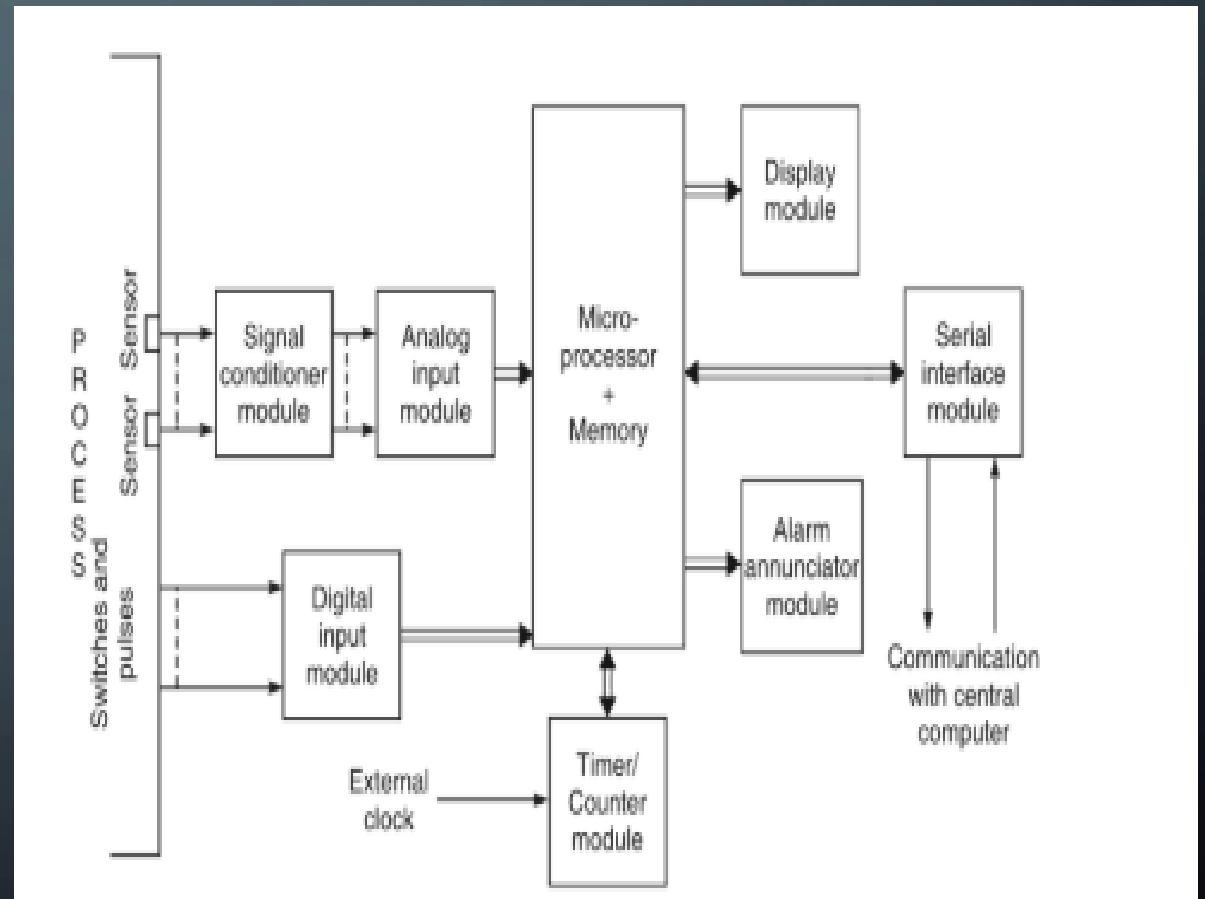 PROCESS
Sensor
Sensor
Switches and
pulses
Signal
conditioner
module
Analog
input
module
Digital
input
module
External
clock
Timer/
Counter
module
Micro-
processor
+
Memory
Display
module
Serial
interface
module
Alarm
annunciator
module
Communication
with central
computer